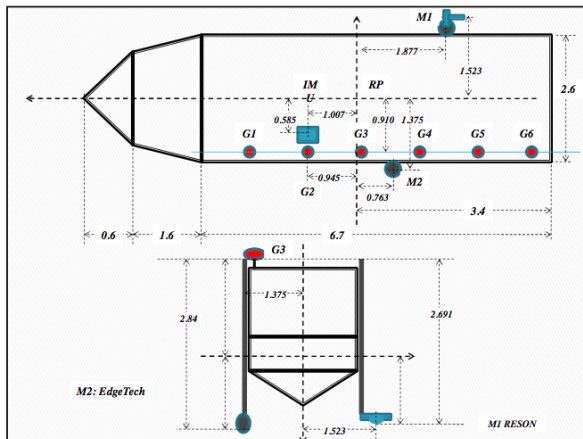 M1
1.877
1.523
2.6
IM
U
RP
0.585
1.007
0.910
1.375
G1
G3
G4
G5
G6
G2
M2
0.945
0.763
3.4
0.6
1.6
6.7
G3
1.375
2.84
2.691
M2: EdgeTech
1.523
M1 RESON